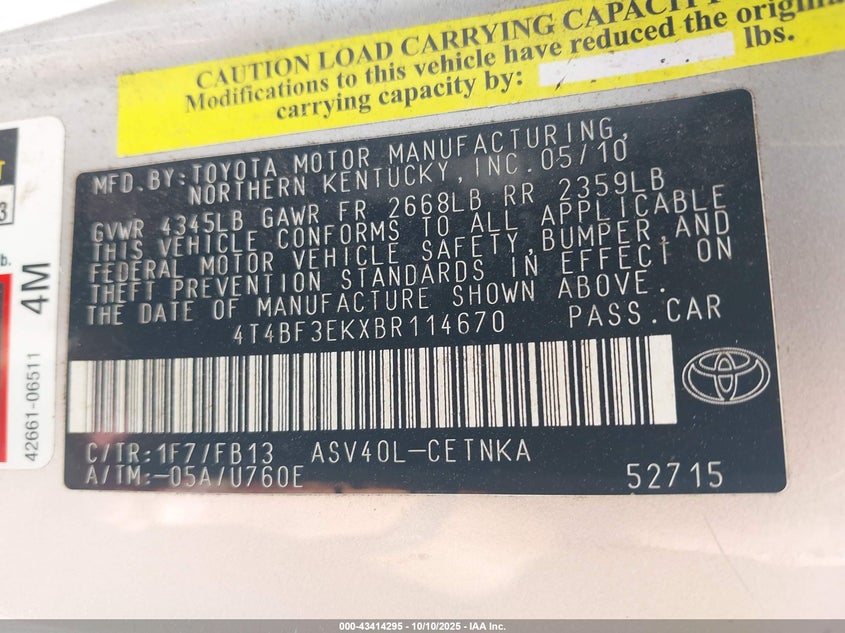 CAUTION LOAD CARRYING CAPACITY
Modifications to this vehicle have reduced the original
carrying capacity by: lbs.
MFD.BY:TOYOTA MOTOR MANUFACTURING,
NORTHERN KENTUCKY,INC.05/10
GVWR 4345LB GAWR FR 2668LB RR 2359LB
THIS VEHICLE CONFORMS TO ALL APPLICABLE
FEDERAL MOTOR VEHICLE SAFETY,BUMPER,AND
THEFT PREVENTION STANDARDS IN EFFECT ON
THE DATE OF MANUFACTURE SHOWN ABOVE.
4T4BF3EKXBR114670 PASS.CAR
C/TR:1F7/FB13 ASV40L-CETNKA
A/TM:-05A/U760E 52715
3
b.
4M
42661-06511
000-43414295 - 10/10/2025 - IAA Inc.